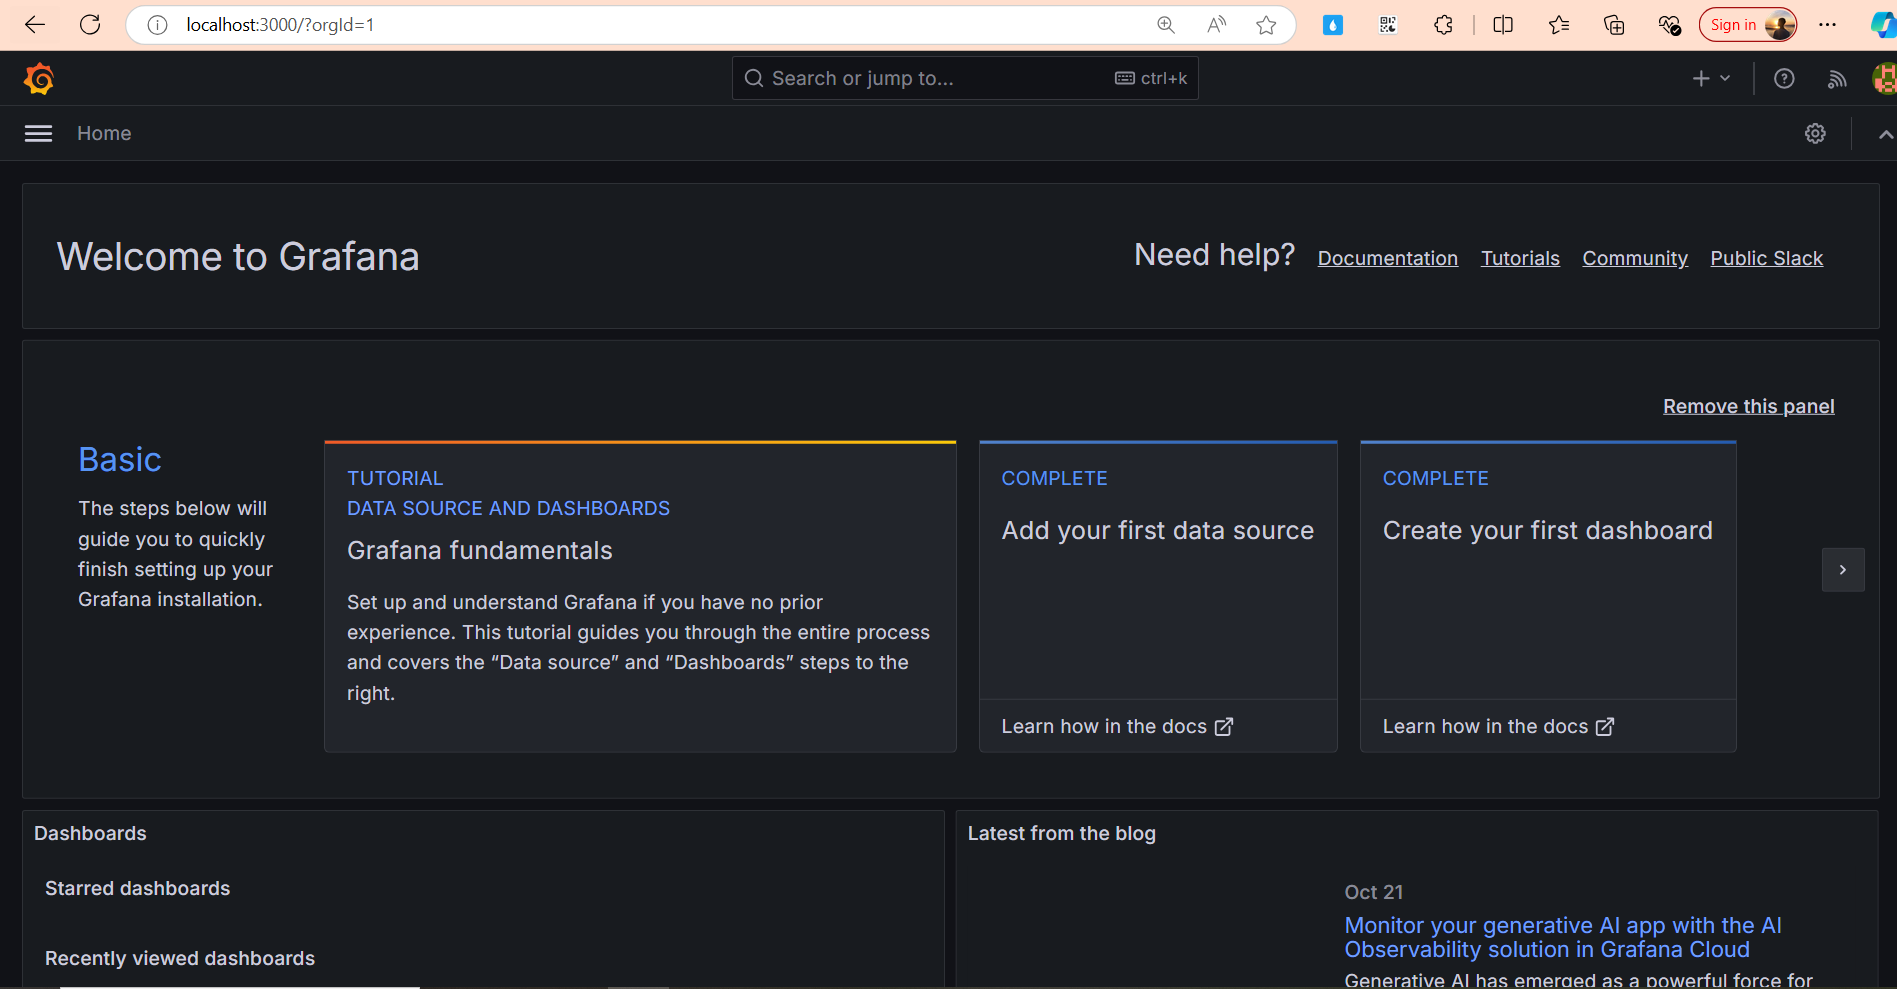 localhost:3000/?orgId=1
Sign in
Search or jump to...
ctrl+k
Home
Welcome to Grafana
Need help?
Documentation
Tutorials
Community
Public Slack
Remove this panel
Basic
The steps below will
guide you to quickly
finish setting up your
Grafana installation.
TUTORIAL
DATA SOURCE AND DASHBOARDS
Grafana fundamentals
Set up and understand Grafana if you have no prior
experience. This tutorial guides you through the entire process
and covers the “Data source” and “Dashboards” steps to the
right.
COMPLETE
Add your first data source
Learn how in the docs
COMPLETE
Create your first dashboard
Learn how in the docs
Dashboards
Starred dashboards
Recently viewed dashboards
Latest from the blog
Oct 21
Monitor your generative AI app with the AI
Observability solution in Grafana Cloud
Generative AI has emerged as a powerful force for